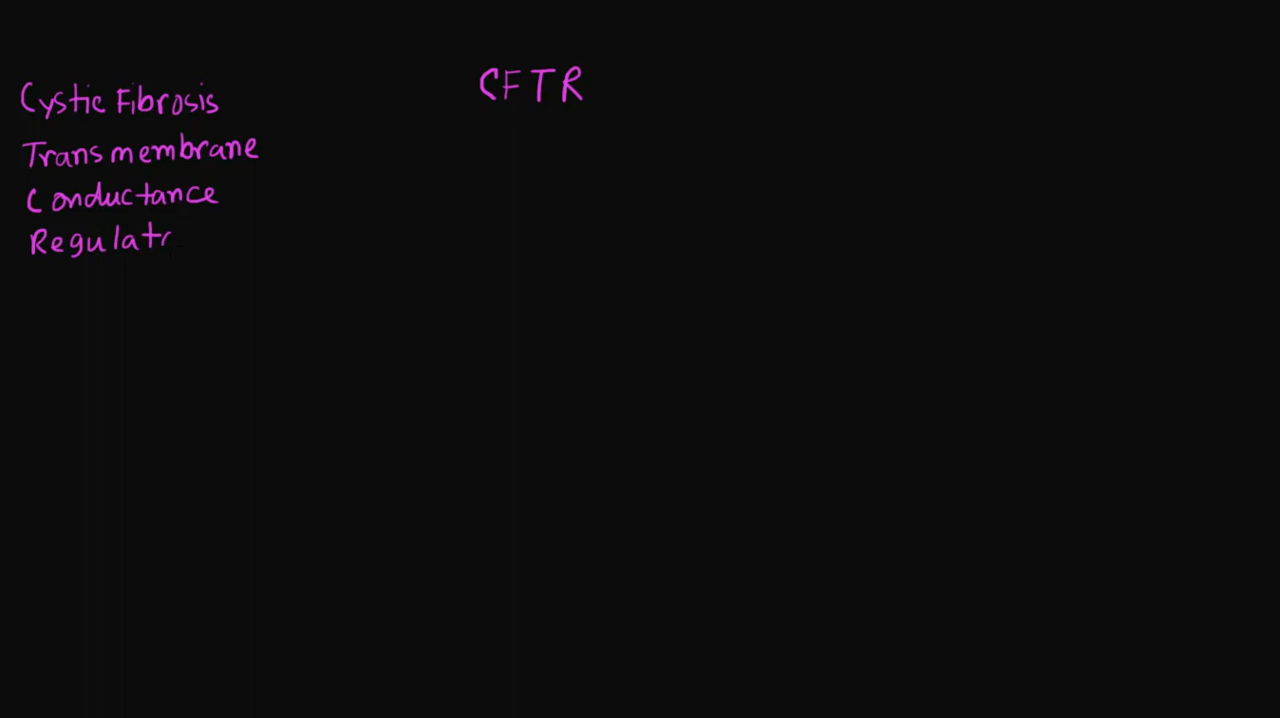 CFTR
Cystic Fibrosis
Transmembrane
Conductance
Regulatr